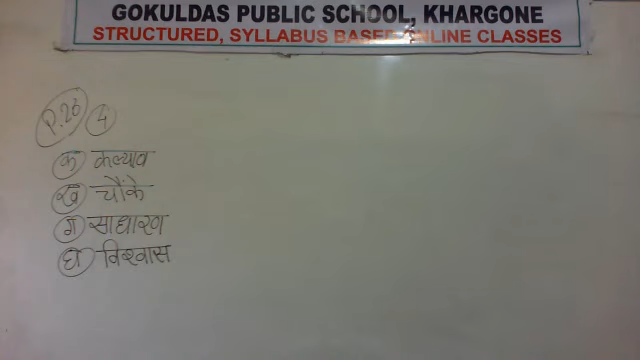 GOKULDAS PUBLIC SCHOOL, KHARGONE
STRUCTURED, SYLLABUS BASED ONLINE CLASSES
P.26 4
क कल्याव
ख चौंके
ग साधारण
घ विश्वास